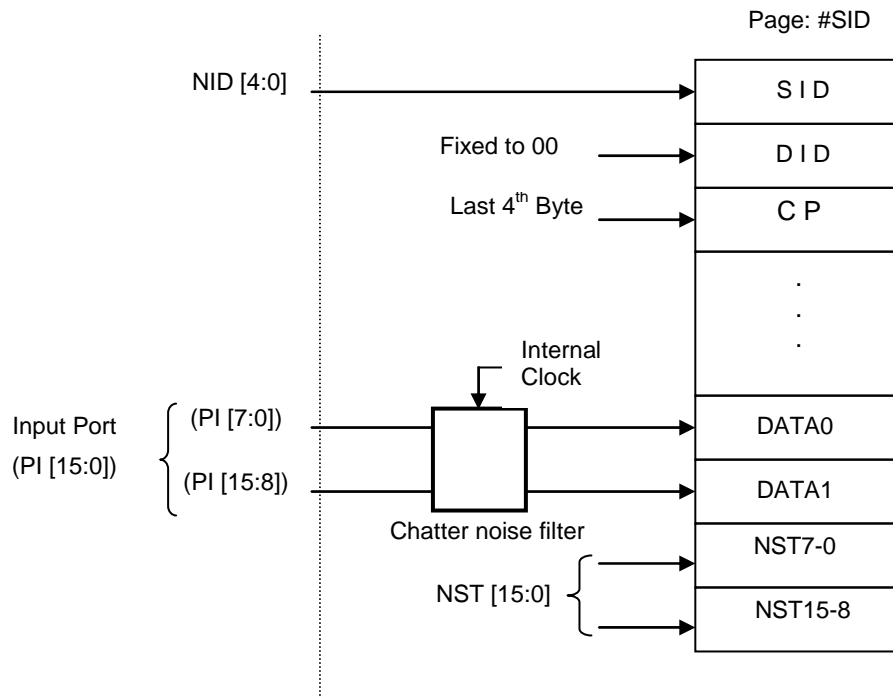 Page: #SID
NID [4:0]
S I D
Fixed to 00
D I D
Last 4th Byte
C P
.
.
.
Internal
Clock
Input Port
(PI [15:0])
(PI [7:0])
DATA0
(PI [15:8])
DATA1
Chatter noise filter
NST7-0
NST [15:0]
NST15-8